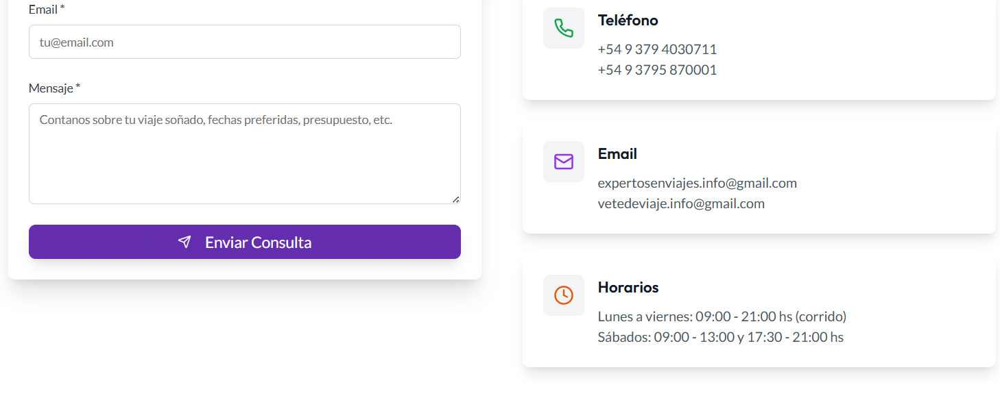 Email *
tu@email.com
Mensaje *
Contanos sobre tu viaje soñado, fechas preferidas, presupuesto, etc.
Enviar Consulta
Teléfono
+54 9 379 4030711
+54 9 3795 870001
Email
expertosenviajes.info@gmail.com
vetedeviaje.info@gmail.com
Horarios
Lunes a viernes: 09:00 - 21:00 hs (corrido)
Sábados: 09:00 - 13:00 y 17:30 - 21:00 hs